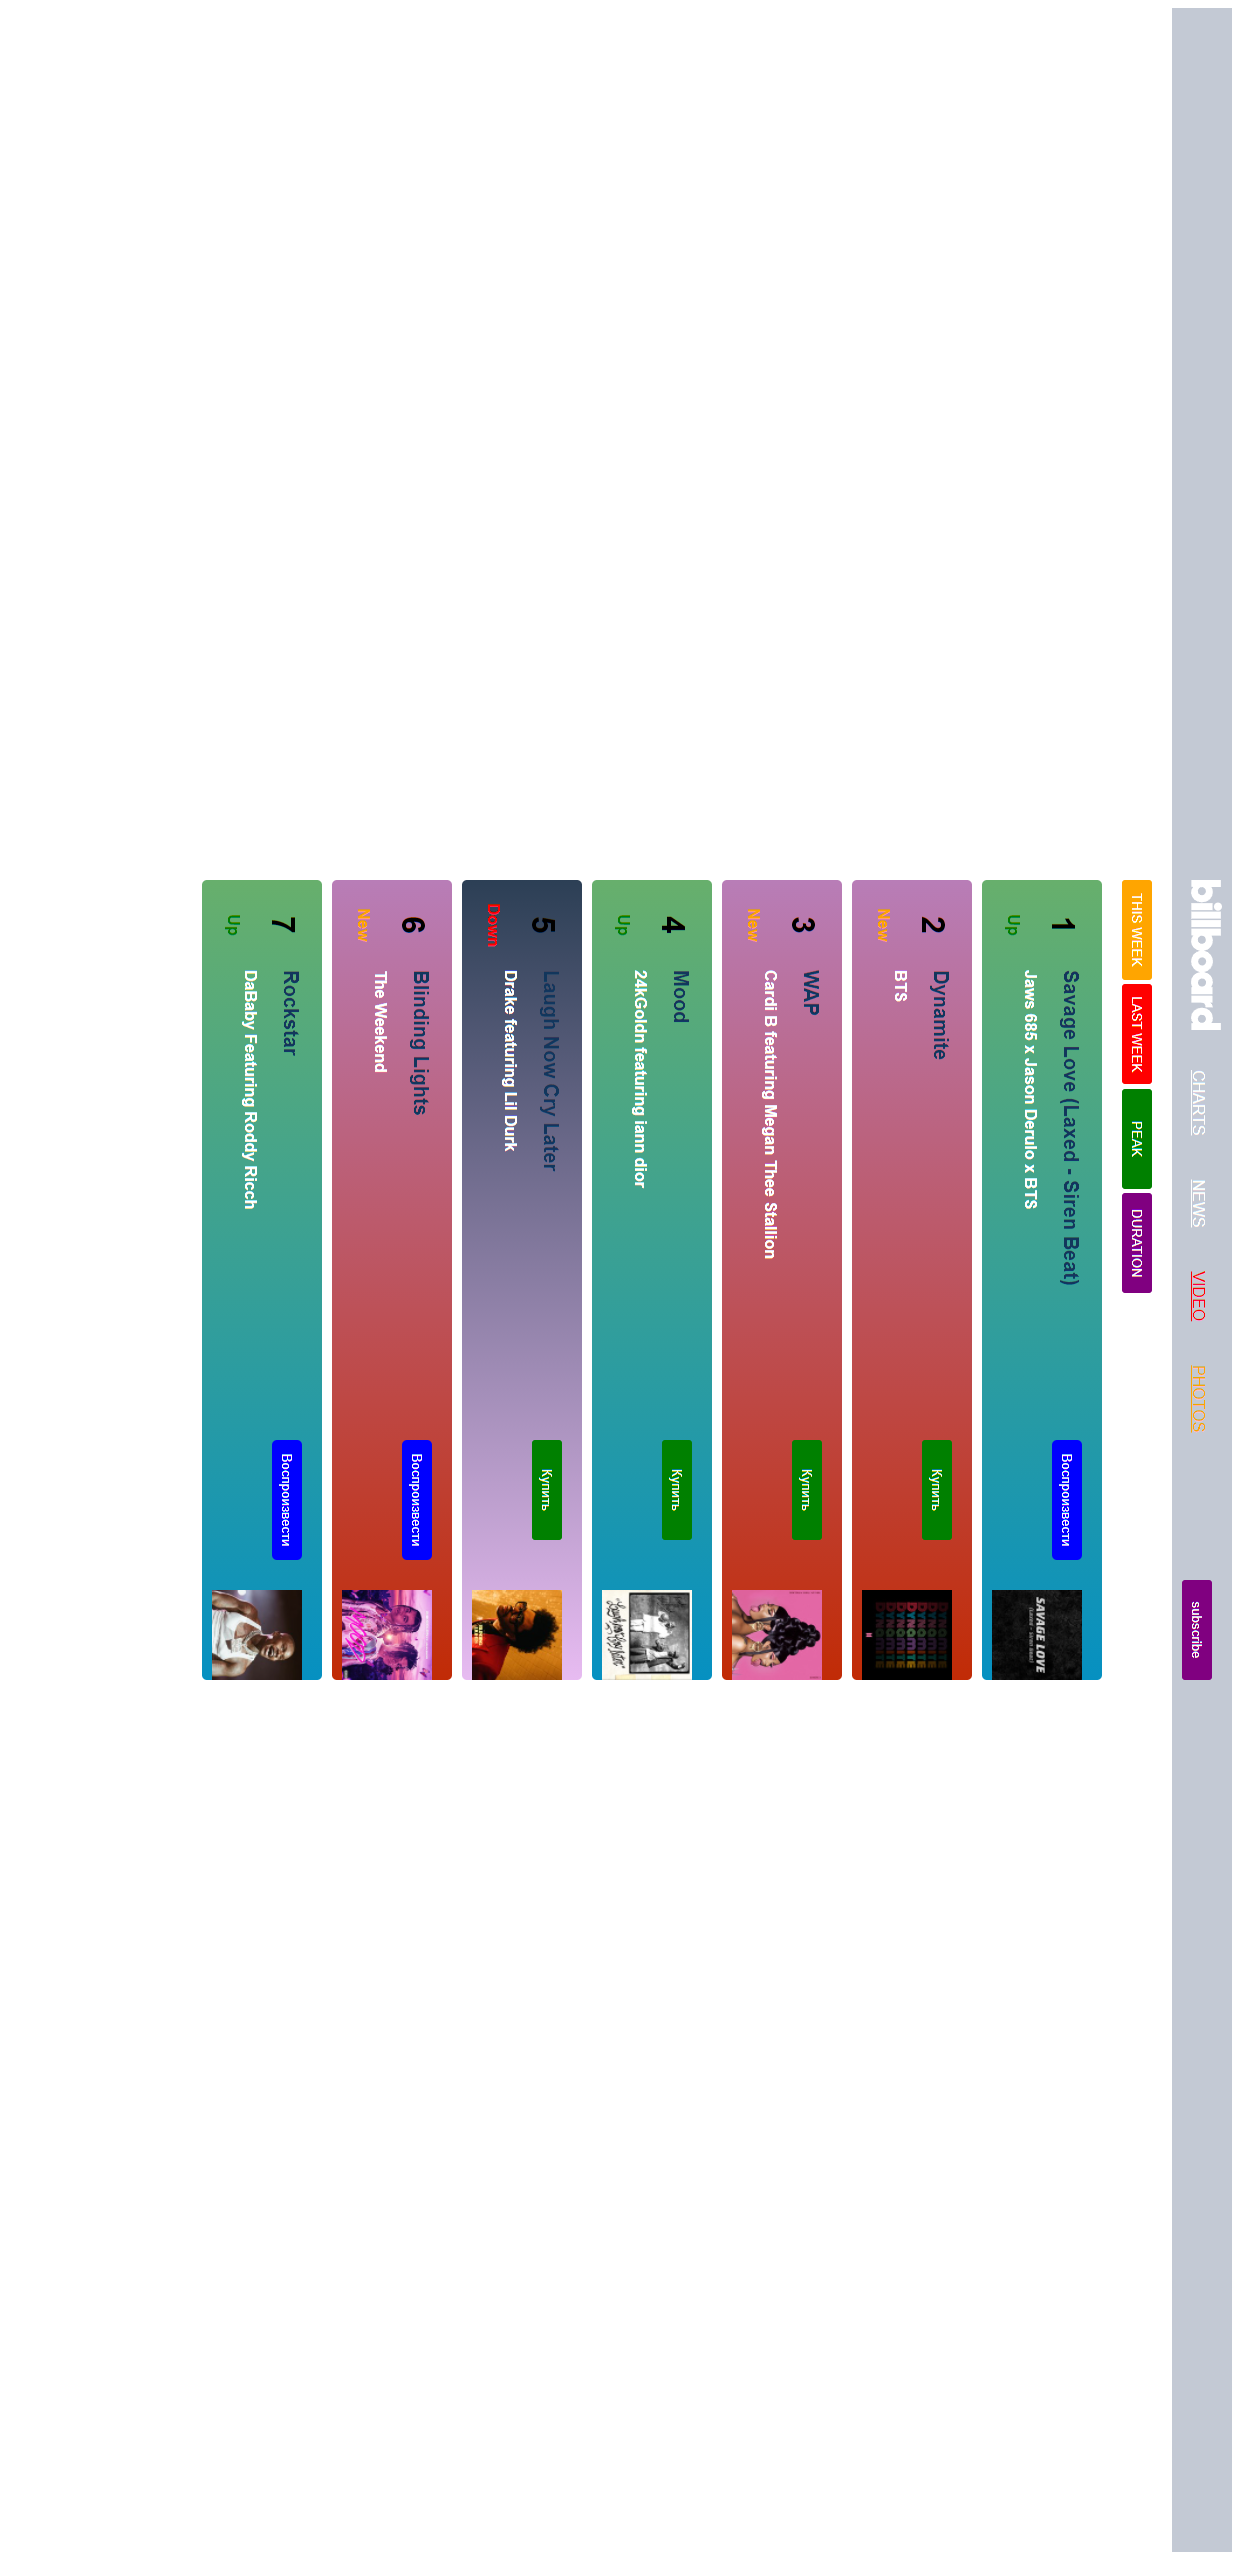 billboard CHARTS NEWS VIDEO PHOTOS subscribe
THIS WEEK LAST WEEK PEAK DURATION
1 Savage Love (Laxed - Siren Beat) Воспроизвести
Jaws 685 x Jason Derulo x BTS
Up
SAVAGE LOVE
2 Dynamite Купить
BTS
New
3 WAP Купить
Cardi B featuring Megan Thee Stallion
New
4 Mood Купить
24kGoldn featuring iann dior
Up
5 Laugh Now Cry Later Купить
Drake featuring Lil Durk
Down
6 Blinding Lights Воспроизвести
The Weekend
New
7 Rockstar Воспроизвести
DaBaby Featuring Roddy Ricch
Up